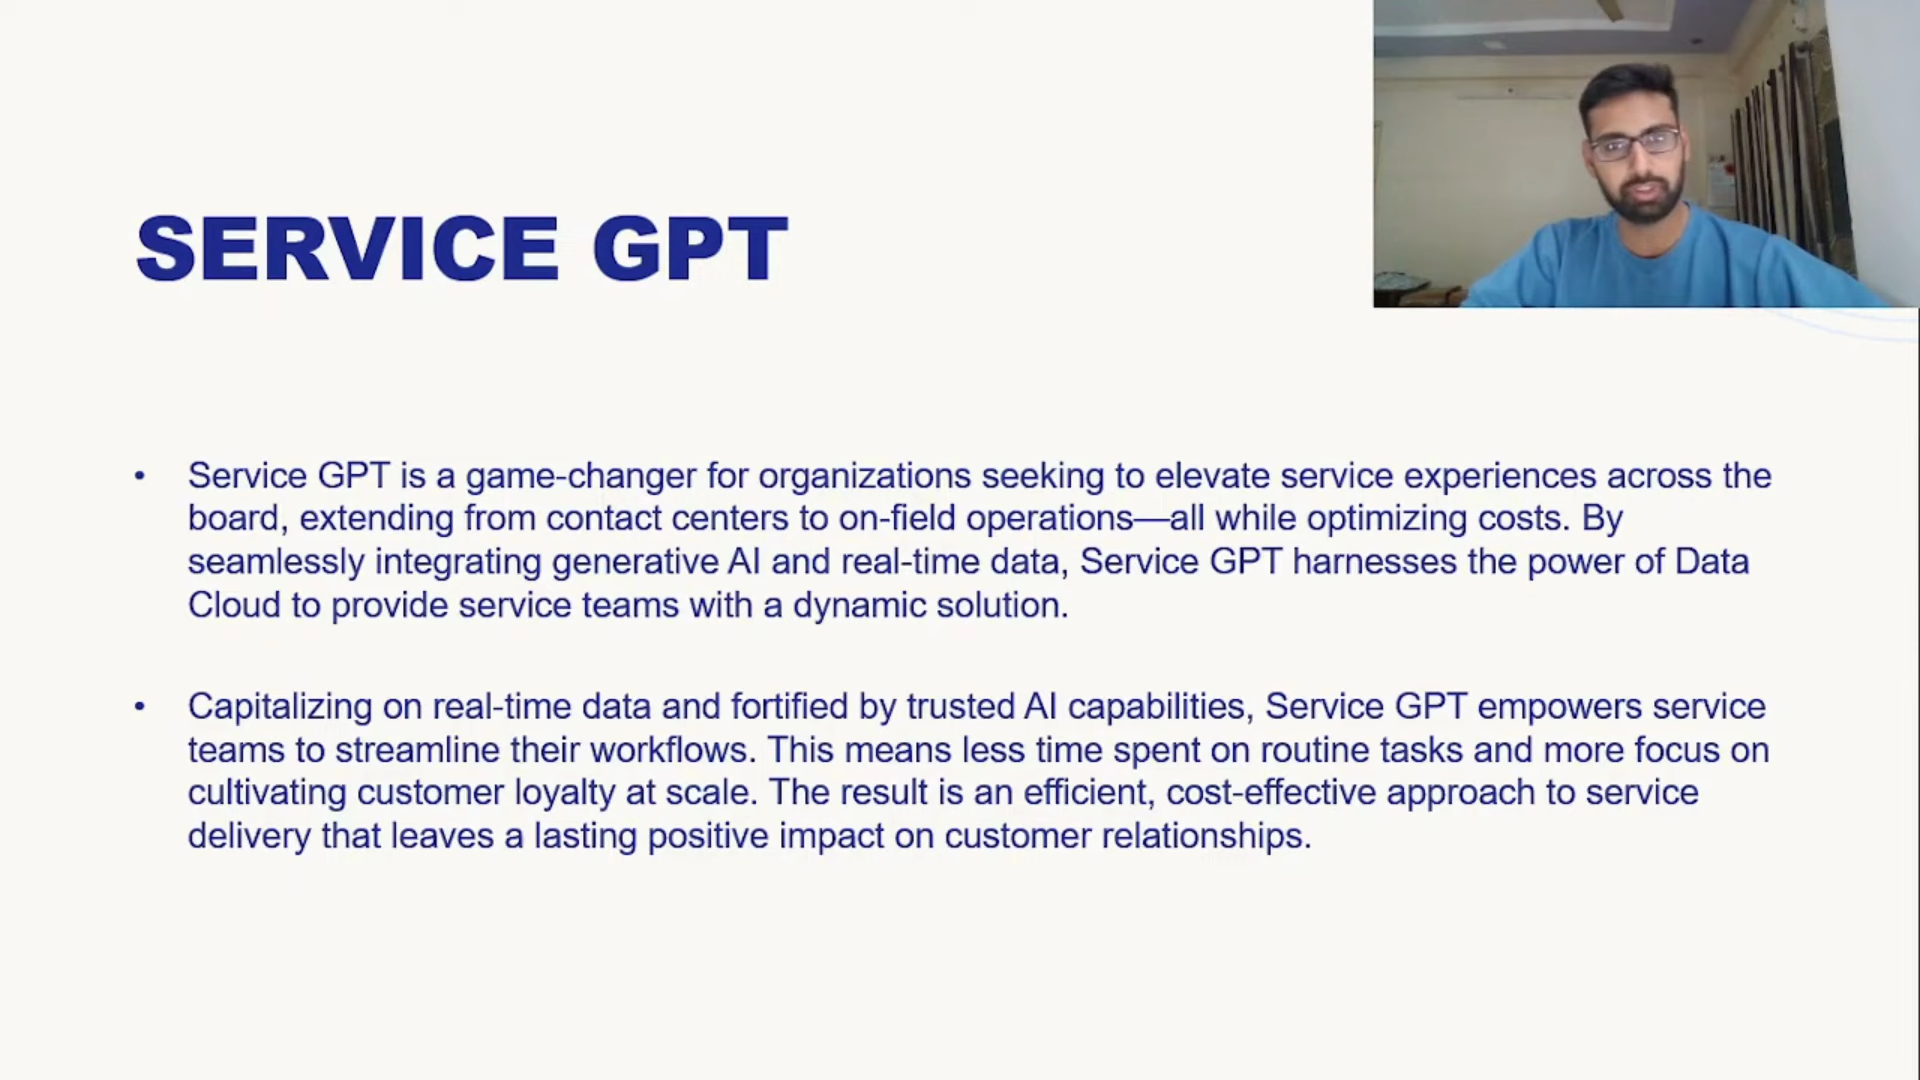 SERVICE GPT
• Service GPT is a game-changer for organizations seeking to elevate service experiences across the
board, extending from contact centers to on-field operations—all while optimizing costs. By
seamlessly integrating generative AI and real-time data, Service GPT harnesses the power of Data
Cloud to provide service teams with a dynamic solution.
• Capitalizing on real-time data and fortified by trusted AI capabilities, Service GPT empowers service
teams to streamline their workflows. This means less time spent on routine tasks and more focus on
cultivating customer loyalty at scale. The result is an efficient, cost-effective approach to service
delivery that leaves a lasting positive impact on customer relationships.